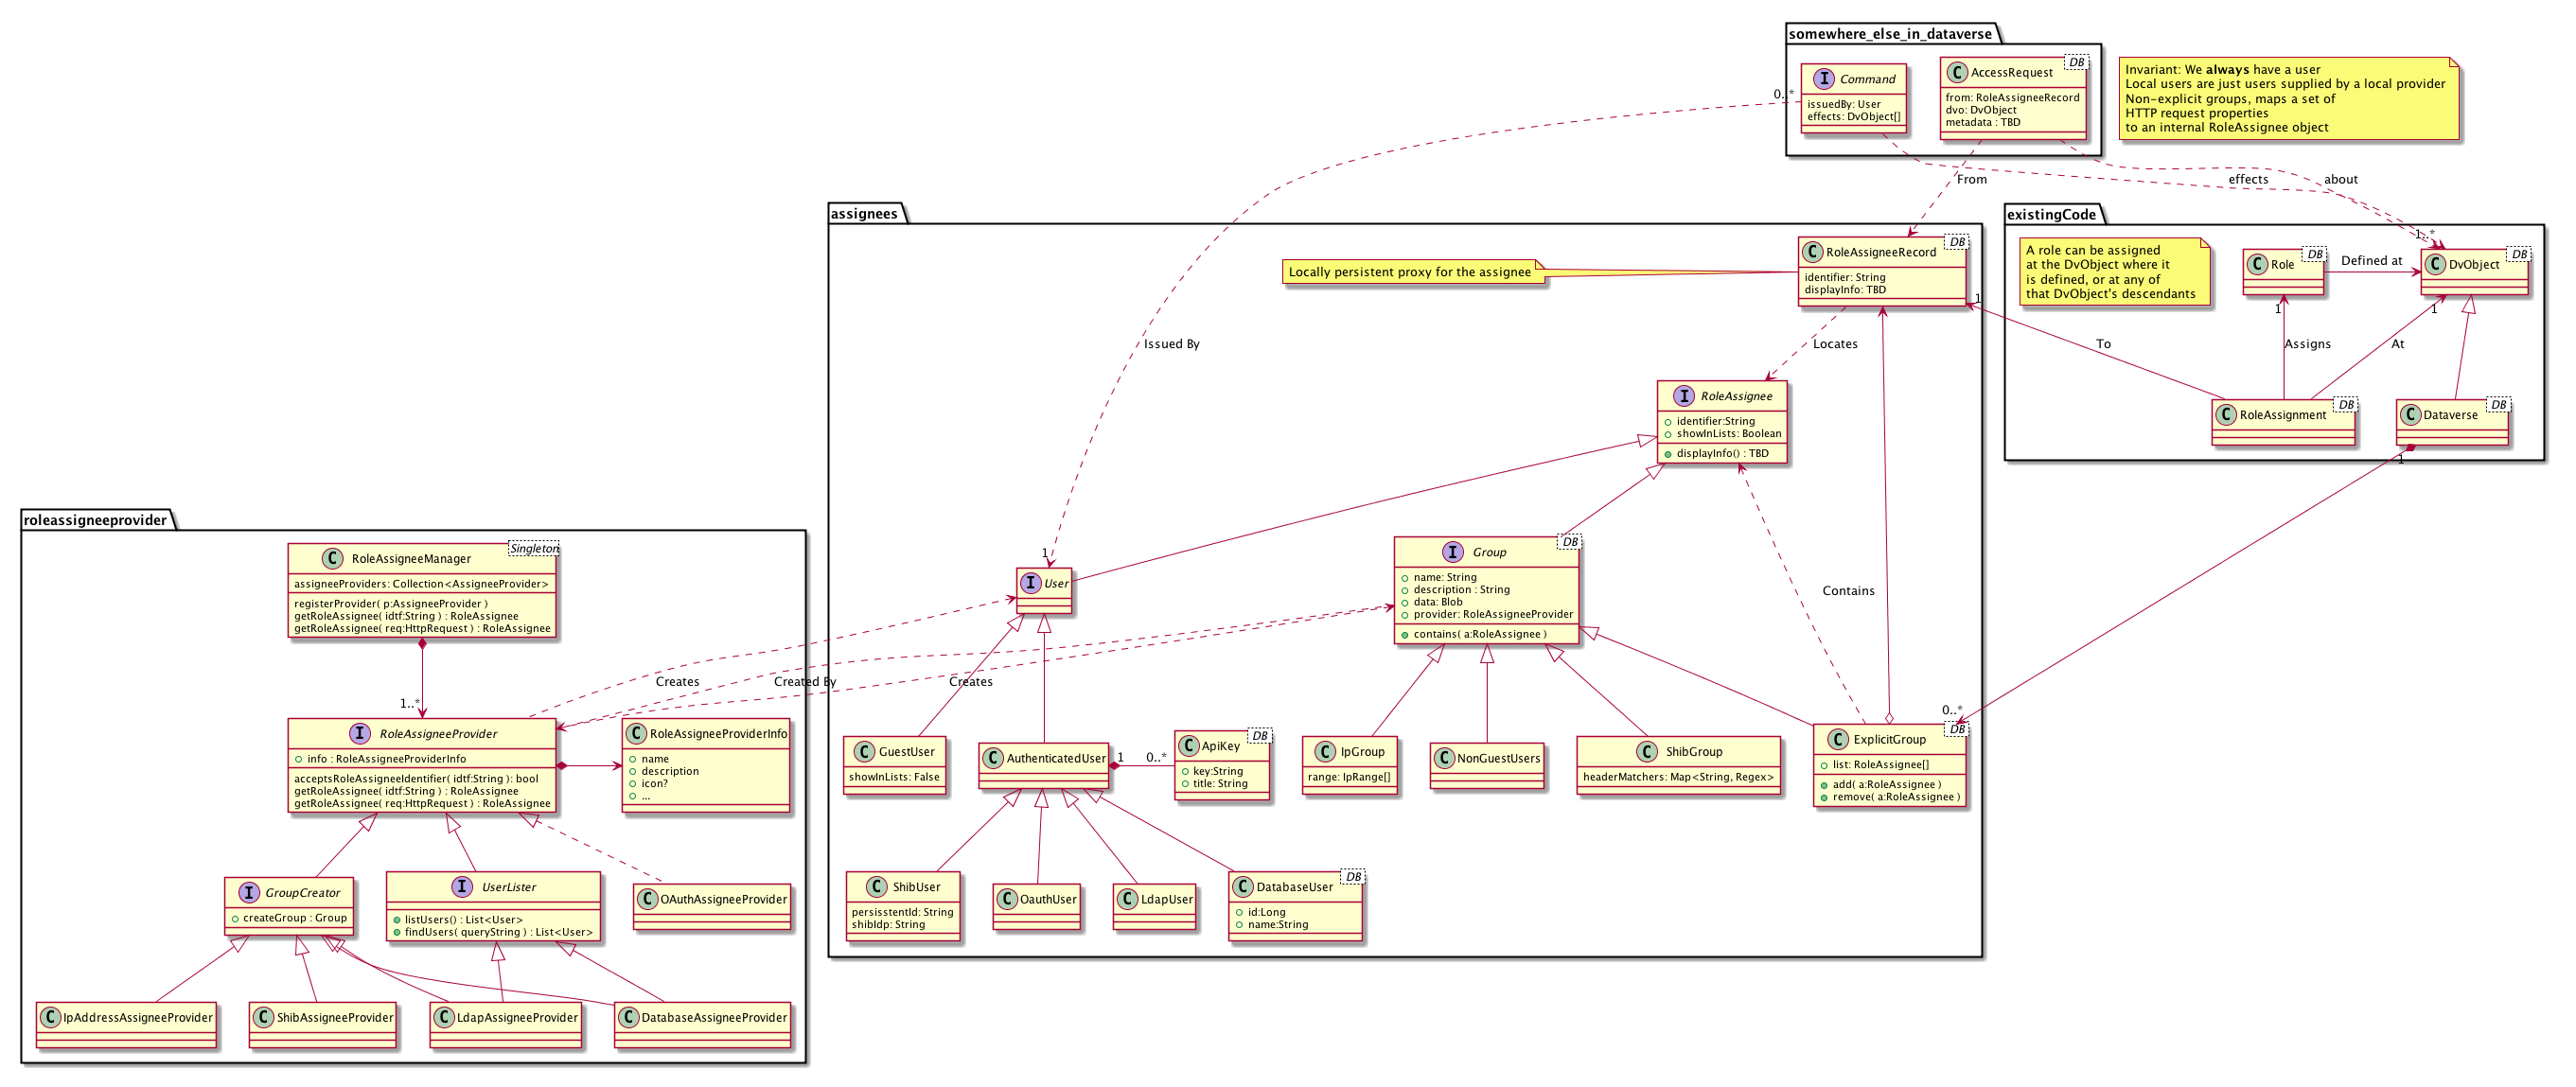 somewhere_else_in_dataverse
I Command
issuedBy: User
effects: DvObject[]
C AccessRequest
DB
from: RoleAssigneeRecord
dvo: DvObject
metadata : TBD
Invariant: We always have a user
Local users are just users supplied by a local provider
Non-explicit groups, maps a set of
HTTP request properties
to an internal RoleAssignee object
0..*
From
effects
about
Issued By
1
assignees
C RoleAssigneeRecord
DB
identifier: String
displayInfo: TBD
Locally persistent proxy for the assignee
1
Locates
To
existingCode
A role can be assigned
at the DvObject where it
is defined, or at any of
that DvObject's descendants
C Role
DB
Defined at
1..*
C DvObject
DB
1
Assigns
1
At
C RoleAssignment
DB
C Dataverse
DB
1
I RoleAssignee
identifier:String
showInLists: Boolean
displayInfo() : TBD
I User
I Group
DB
name: String
description : String
data: Blob
provider: RoleAssigneeProvider
contains( a:RoleAssignee )
Contains
0..*
C GuestUser
showInLists: False
C AuthenticatedUser
1
0..*
C ApiKey
DB
key:String
title: String
C IpGroup
range: IpRange[]
C NonGuestUsers
C ShibGroup
headerMatchers: Map<String, Regex>
C ExplicitGroup
DB
list: RoleAssignee[]
add( a:RoleAssignee )
remove( a:RoleAssignee )
C ShibUser
persisstentId: String
shibIdp: String
C OauthUser
C LdapUser
C DatabaseUser
DB
id:Long
name:String
roleassigneeprovider
C RoleAssigneeManager
Singleton
assigneeProviders: Collection<AssigneeProvider>
registerProvider( p:AssigneeProvider )
getRoleAssignee( idtf:String ) : RoleAssignee
getRoleAssignee( req:HttpRequest ) : RoleAssignee
1..*
Creates
Created By
Creates
I RoleAssigneeProvider
info : RoleAssigneeProviderInfo
acceptsRoleAssigneeIdentifier( idtf:String ): bool
getRoleAssignee( idtf:String ) : RoleAssignee
getRoleAssignee( req:HttpRequest ) : RoleAssignee
C RoleAssigneeProviderInfo
name
description
icon?
...
I GroupCreator
createGroup : Group
I UserLister
listUsers() : List<User>
findUsers( queryString ) : List<User>
C OAuthAssigneeProvider
C IpAddressAssigneeProvider
C ShibAssigneeProvider
C LdapAssigneeProvider
C DatabaseAssigneeProvider